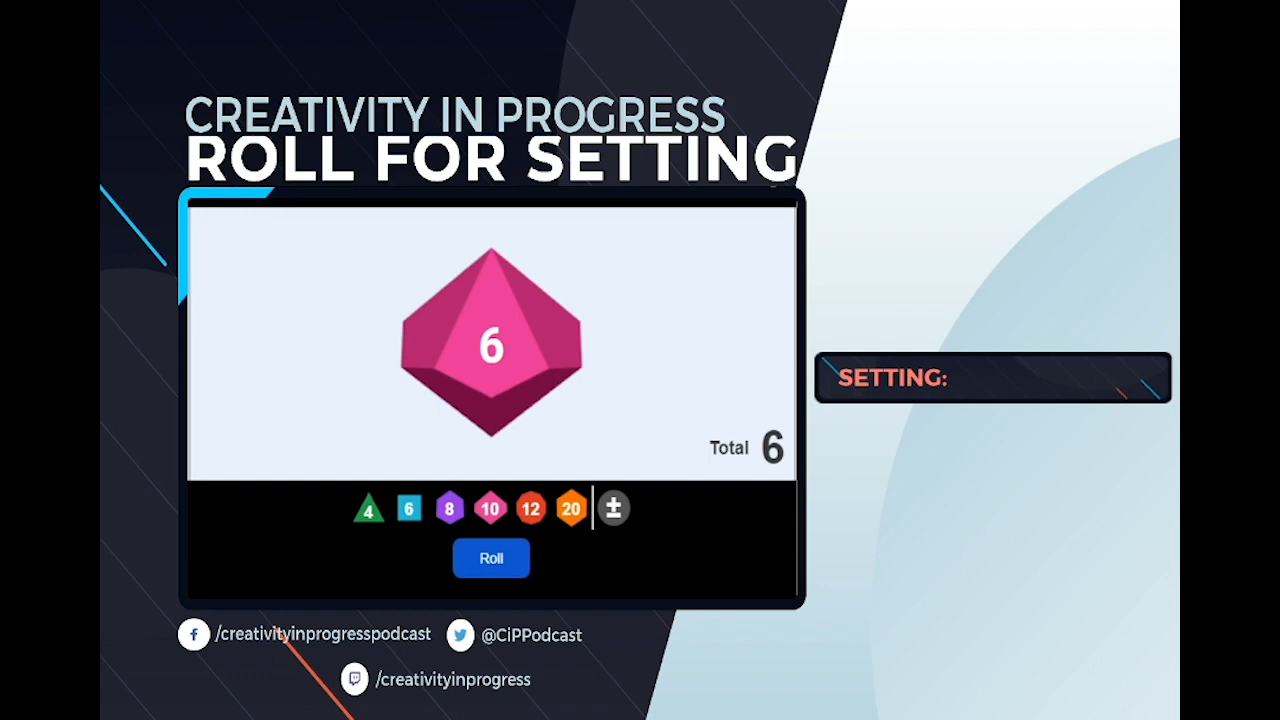 CREATIVITY IN PROGRESS
ROLL FOR SETTING
6
Total 6
SETTING:
4 6 8 10 12 20 ±
Roll
/creativityinprogresspodcast @CiPPodcast
/creativityinprogress